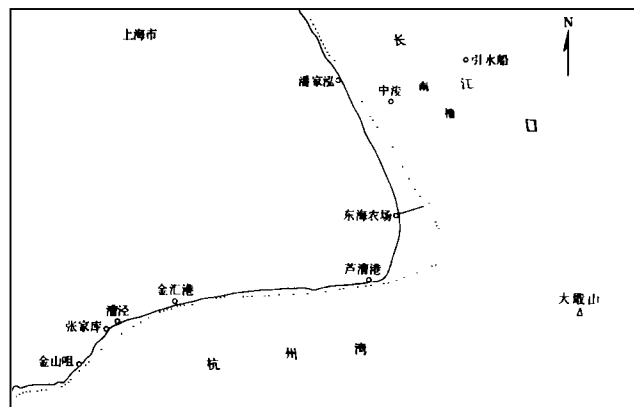 上海市
长
N
引水船
江
南
槽
中浚
潘家泓
东海农场
芦潮港
大戢山
金汇港
漕泾
张家库
金山咀
杭 州 湾